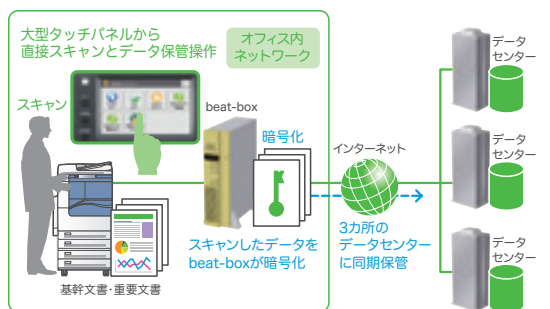 大型タッチパネルから
直接スキャンとデータ保管操作
オフィス内
ネットワーク
スキャン
beat-box
暗号化
インターネット
スキャンしたデータを
beat-boxが暗号化
3カ所の
データセンター
に同期保管
基幹文書・重要文書
データ
センター
データ
センター
データ
センター